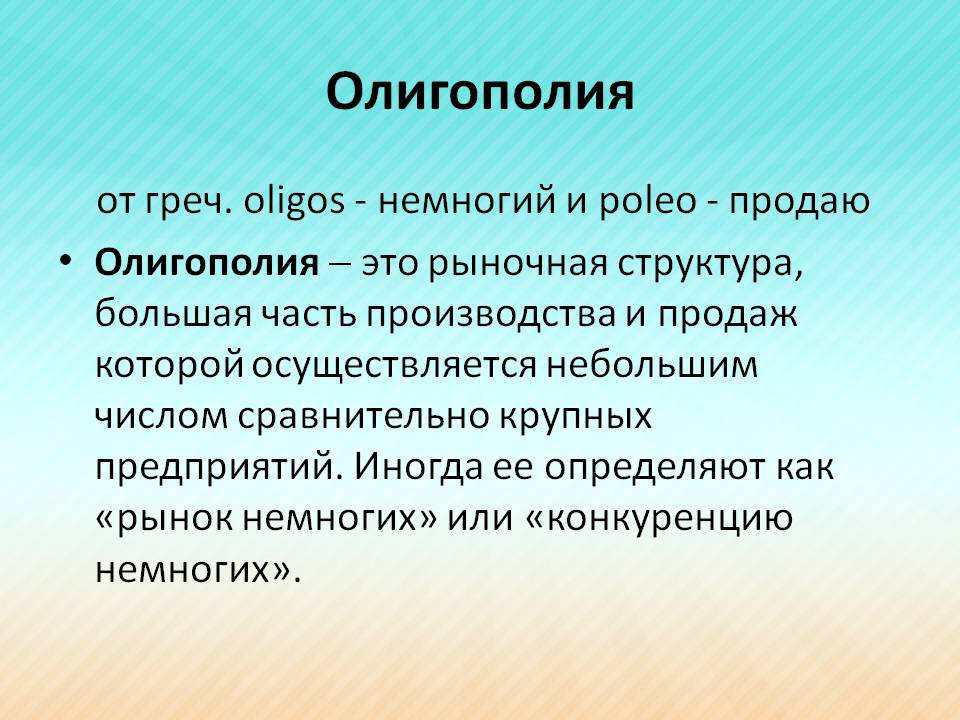 Олигополия
от греч. oligos - немногий и poleo - продаю
• Олигополия – это рыночная структура,
большая часть производства и продаж
которой осуществляется небольшим
числом сравнительно крупных
предприятий. Иногда ее определяют как
«рынок немногих» или «конкуренцию
немногих».